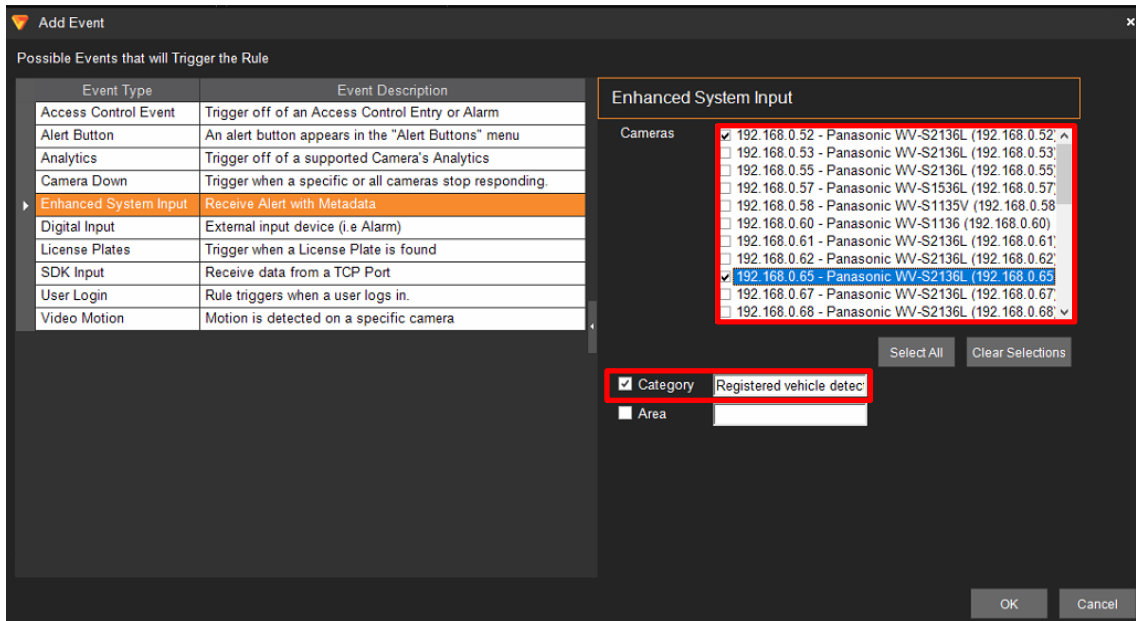 Add Event
×
Possible Events that will Trigger the Rule
Event Type Event Description
Access Control Event Trigger off of an Access Control Entry or Alarm
Alert Button An alert button appears in the "Alert Buttons" menu
Analytics Trigger off of a supported Camera's Analytics
Camera Down Trigger when a specific or all cameras stop responding.
Enhanced System Input Receive Alert with Metadata
Digital Input External input device (i.e Alarm)
License Plates Trigger when a License Plate is found
SDK Input Receive data from a TCP Port
User Login Rule triggers when a user logs in.
Video Motion Motion is detected on a specific camera
Enhanced System Input
Cameras
192.168.0.52 - Panasonic WV-S2136L (192.168.0.52)
192.168.0.53 - Panasonic WV-S2136L (192.168.0.53)
192.168.0.55 - Panasonic WV-S2136L (192.168.0.55)
192.168.0.57 - Panasonic WV-S1536L (192.168.0.57)
192.168.0.58 - Panasonic WV-S1135V (192.168.0.58
192.168.0.60 - Panasonic WV-S1136 (192.168.0.60)
192.168.0.61 - Panasonic WV-S2136L (192.168.0.61)
192.168.0.62 - Panasonic WV-S2136L (192.168.0.62)
192.168.0.65 - Panasonic WV-S2136L (192.168.0.65
192.168.0.67 - Panasonic WV-S2136L (192.168.0.67)
192.168.0.68 - Panasonic WV-S2136L (192.168.0.68)
Select All Clear Selections
Category Registered vehicle detec
Area
OK Cancel